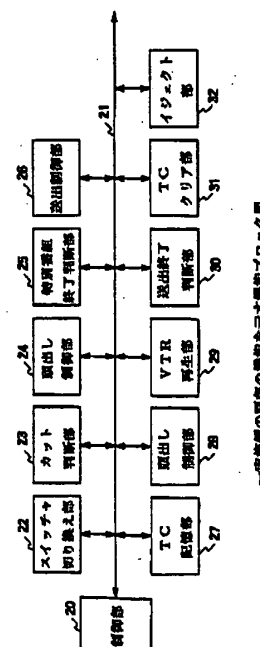 20
制御部
21
22
スイッチャ
切り換え部
23
カット
判断部
24
頭出し
制御部
25
特別番組
終了判断部
26
送出制御部
TC
記憶部
27
頭出し
制御部
28
VTR
再生部
29
送出終了
判断部
30
TC
クリア部
31
イジェクト
部
32